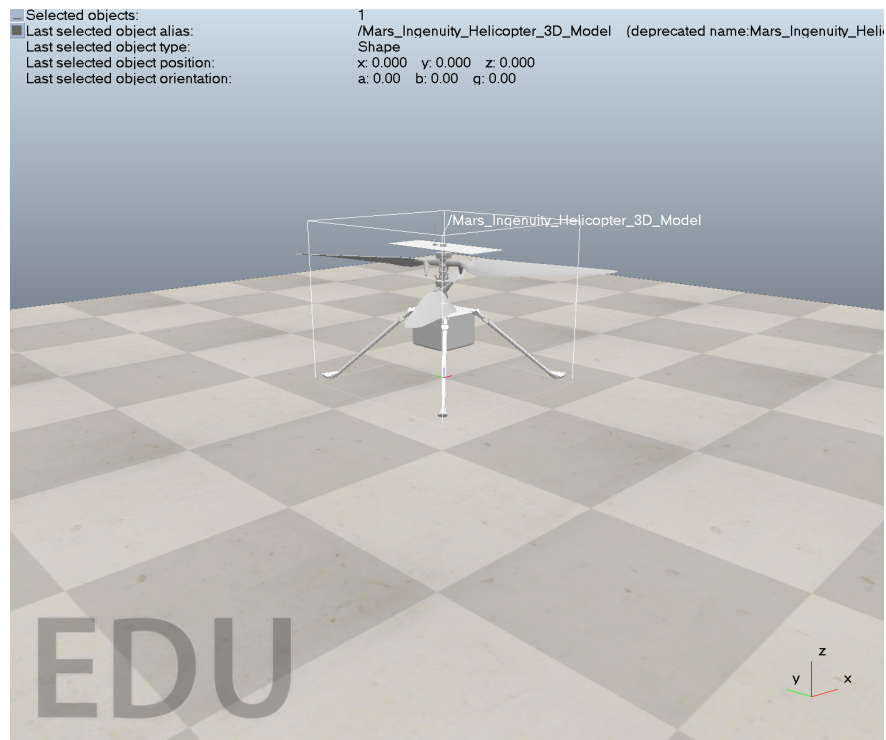 Selected objects: 1
Last selected object alias: /Mars_Ingenuity_Helicopter_3D_Model (deprecated name:Mars_Ingenuity_Heli
Last selected object type: Shape
Last selected object position: x: 0.000 y: 0.000 z: 0.000
Last selected object orientation: a: 0.00 b: 0.00 g: 0.00
/Mars_Ingenuity_Helicopter_3D_Model
EDU
z
y x